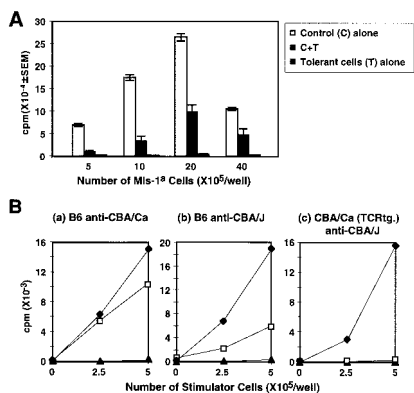 A
cpm(X10⁻⁴±SEM)
30
25
20
15
10
5
0
5
10
20
40
Number of Mls-1ᵃ Cells (X10⁵/well)
Control (C) alone
C+T
Tolerant cells (T) alone
B
(a) B6 anti-CBA/Ca
(b) B6 anti-CBA/J
(c) CBA/Ca (TCRtg.)
anti-CBA/J
cpm (X10⁻³)
16
12
8
4
0
0
2.5
5
20
16
12
8
4
0
0
2.5
5
16
12
8
4
0
0
2.5
5
Number of Stimulator Cells (X10⁵/well)